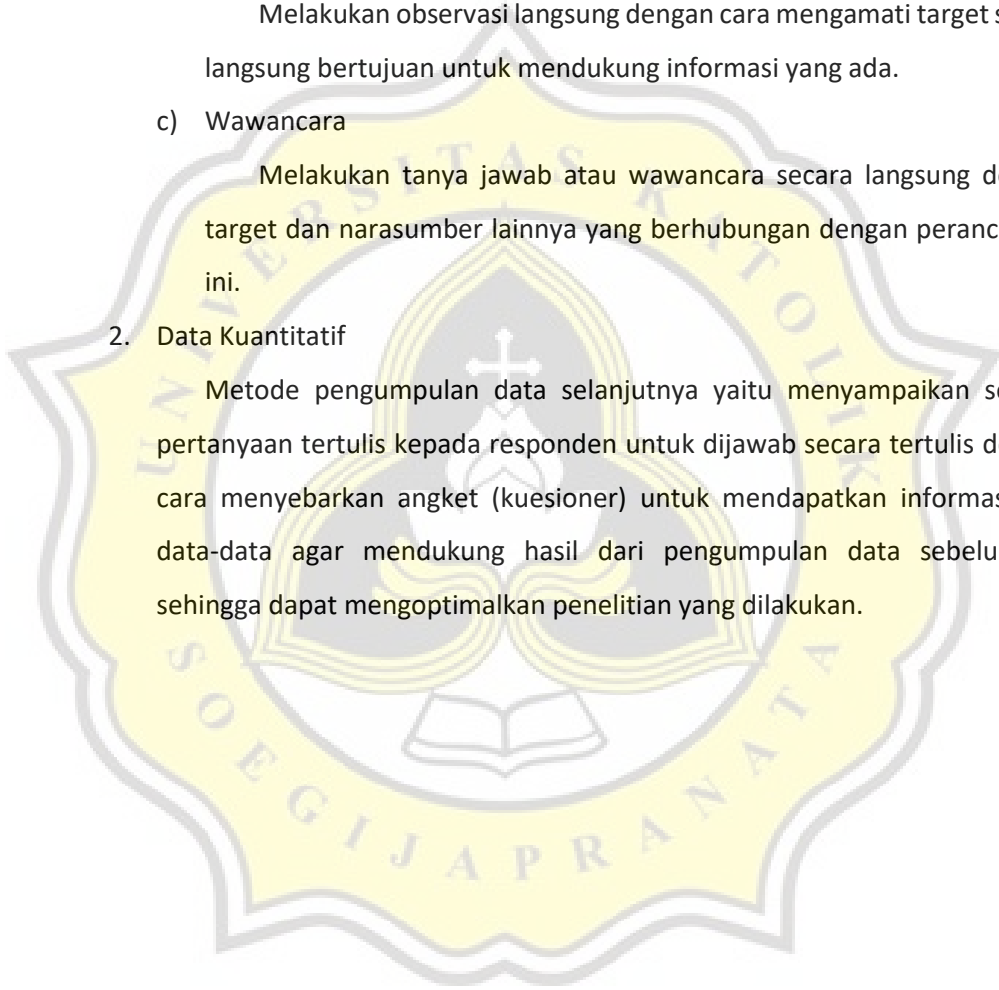 Melakukan observasi langsung dengan cara mengamati target s
langsung bertujuan untuk mendukung informasi yang ada.
c) Wawancara
Melakukan tanya jawab atau wawancara secara langsung d
target dan narasumber lainnya yang berhubungan dengan peranc
ini.
2. Data Kuantitatif
Metode pengumpulan data selanjutnya yaitu menyampaikan s
pertanyaan tertulis kepada responden untuk dijawab secara tertulis d
cara menyebarkan angket (kuesioner) untuk mendapatkan informas
data-data agar mendukung hasil dari pengumpulan data sebelu
sehingga dapat mengoptimalkan penelitian yang dilakukan.
UNIVERSITAS KATOLIK
SOEGIJAPRANATA